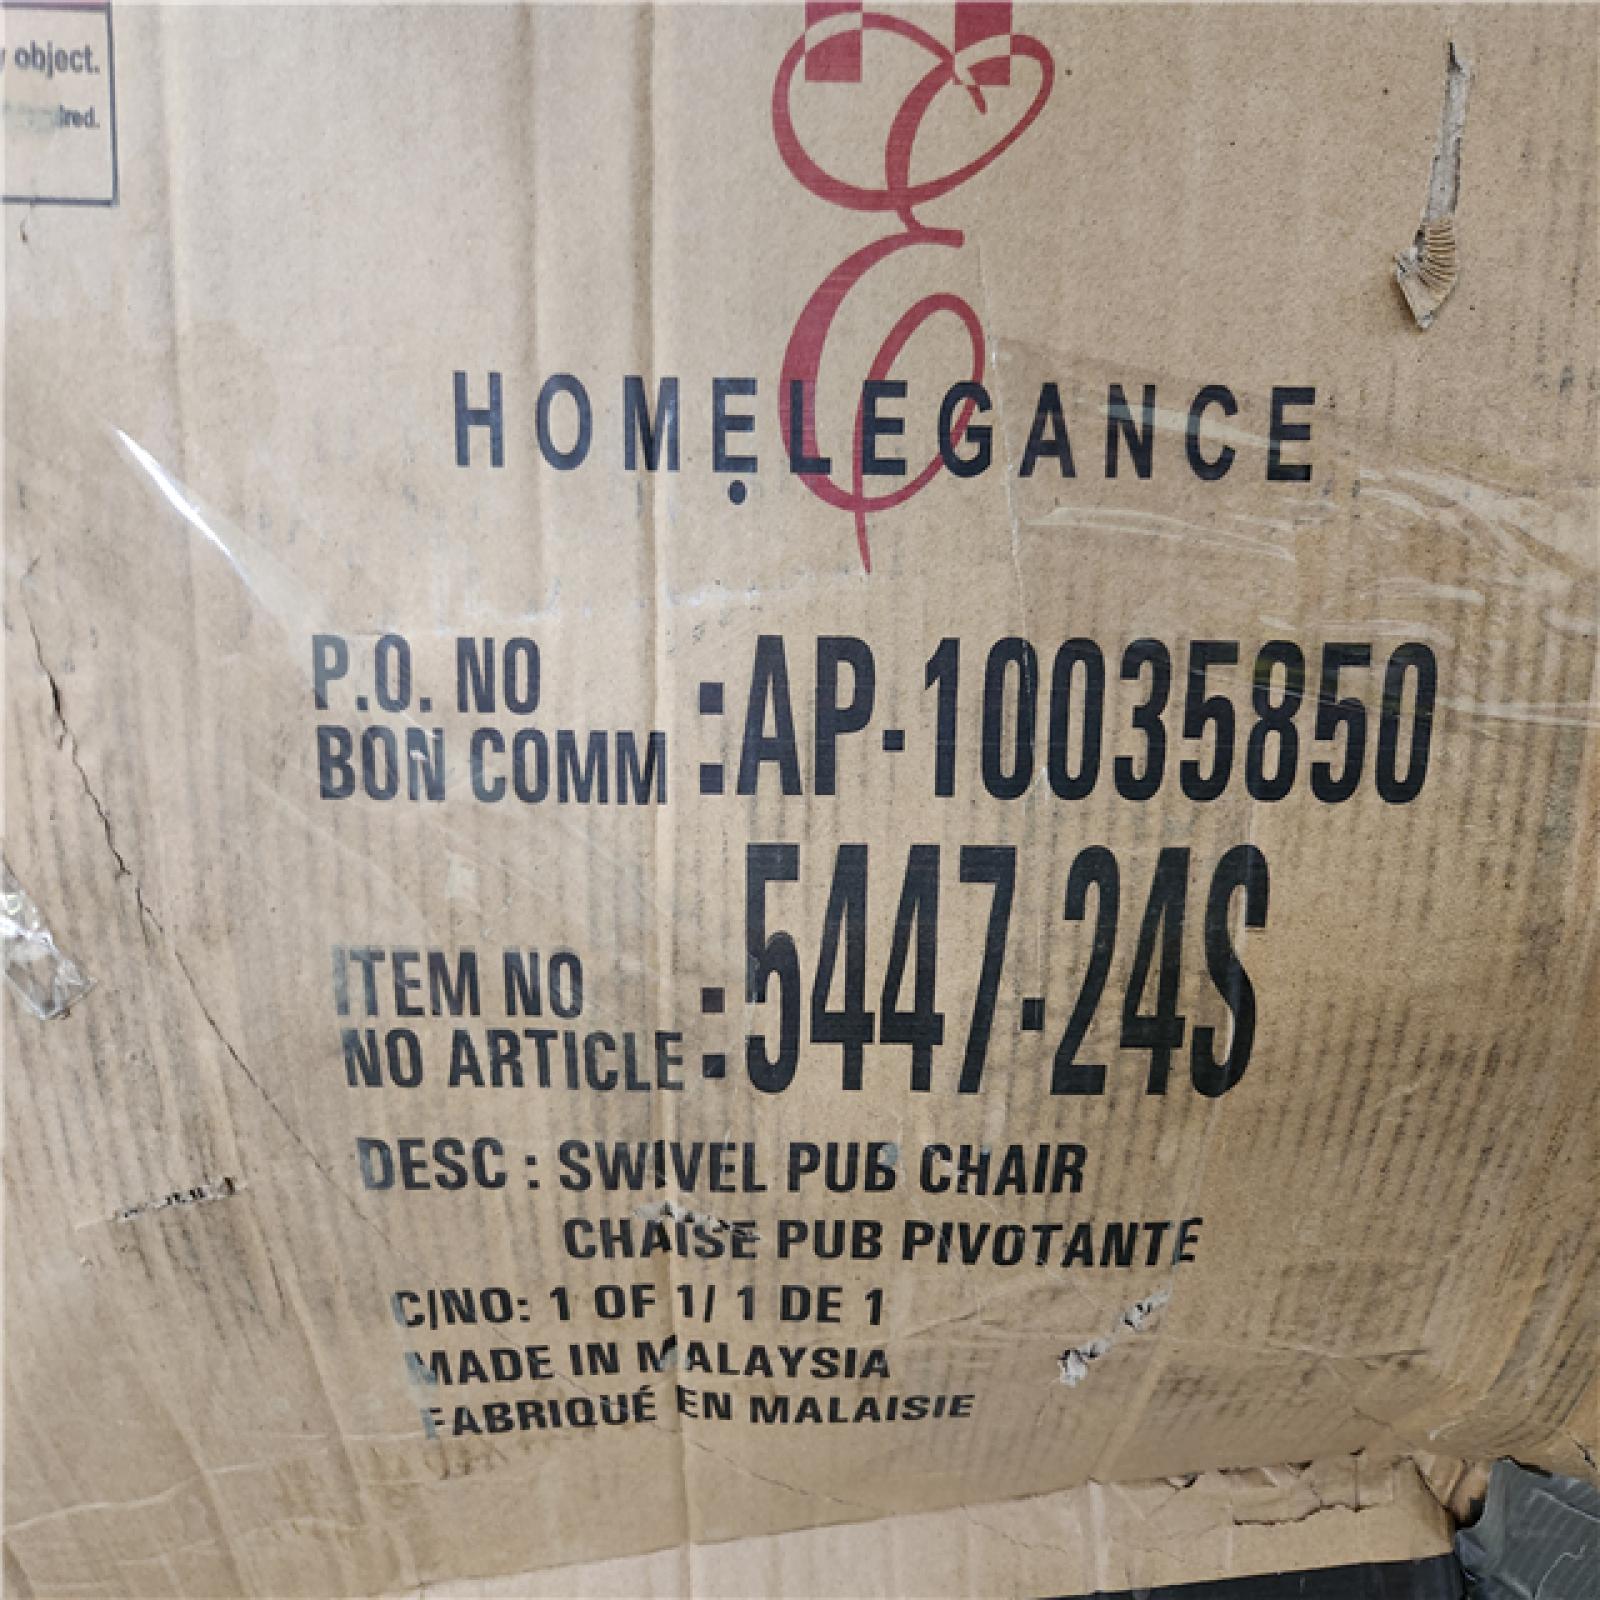 object.
HOMELEGANCE
P.O. NO
BON COMM : AP-10035850
ITEM NO
NO ARTICLE : 5447-24S
DESC : SWIVEL PUB CHAIR
CHAISE PUB PIVOTANTE
C/NO: 1 OF 1/ 1 DE 1
MADE IN MALAYSIA
FABRIQUÉ EN MALAISIE